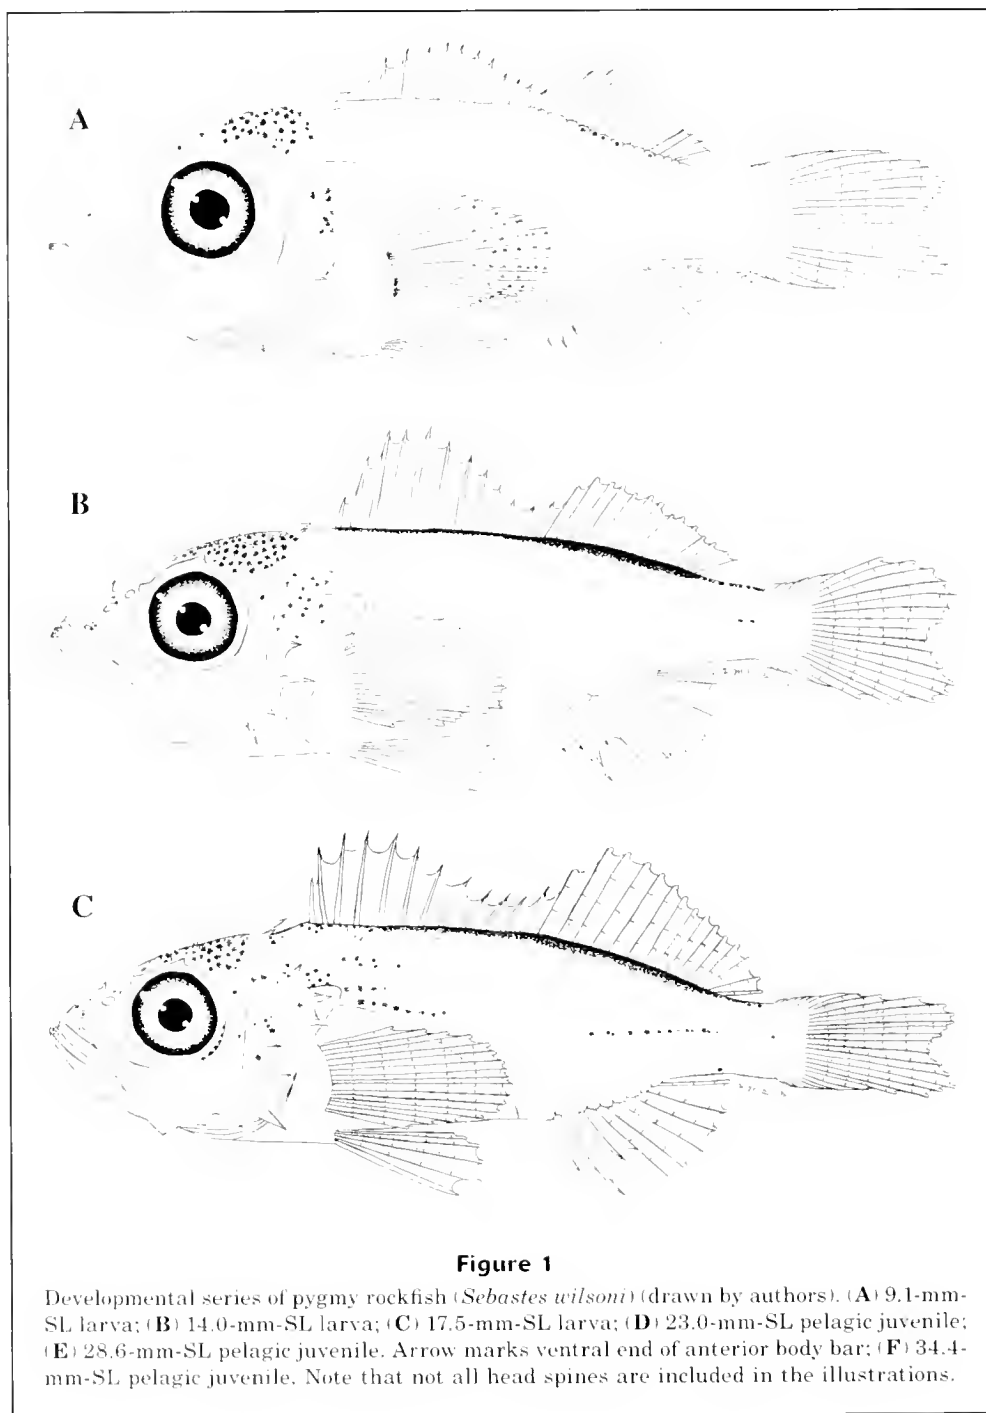 A
B
C
Figure 1
Developmental series of pygmy rockfish (Sebastes wilsoni) (drawn by authors). (A) 9.1-mm-
SL larva; (B) 14.0-mm-SL larva; (C) 17.5-mm-SL larva; (D) 23.0-mm-SL pelagic juvenile;
(E) 28.6-mm-SL pelagic juvenile. Arrow marks ventral end of anterior body bar; (F) 34.4-
mm-SL pelagic juvenile. Note that not all head spines are included in the illustrations.